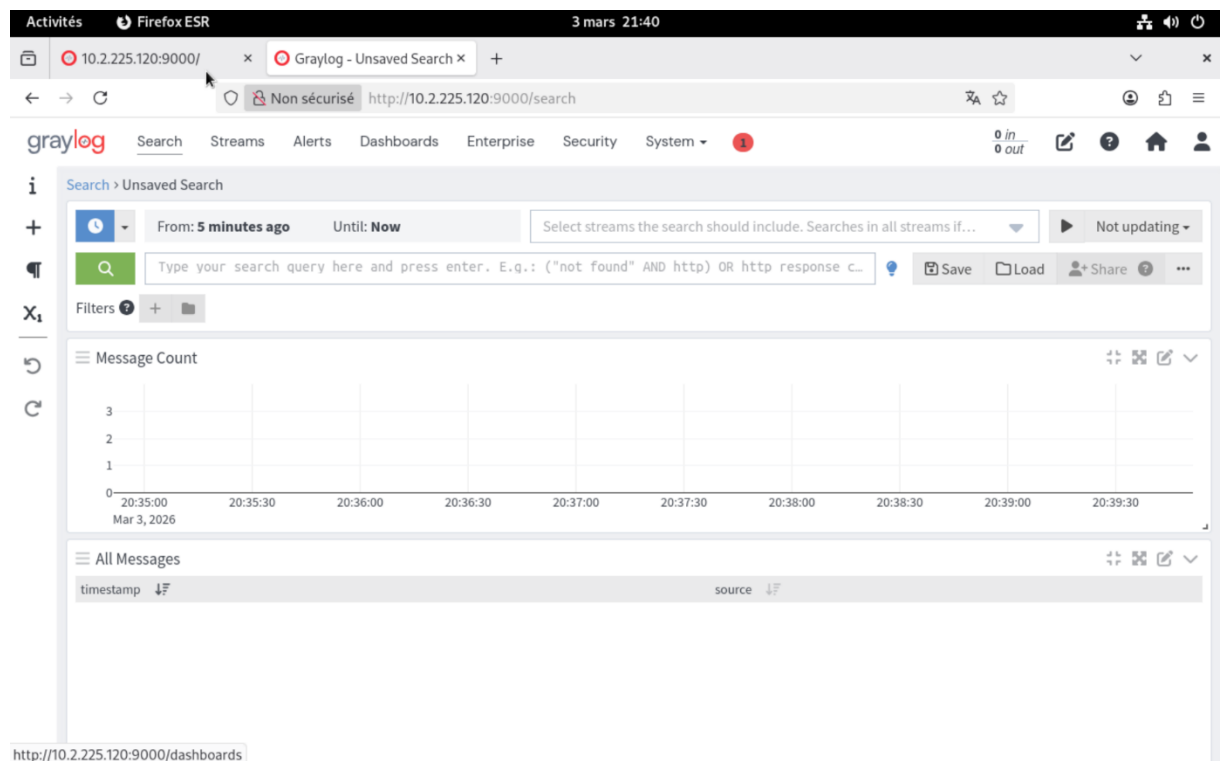 Activités Firefox ESR 3 mars 21:40
10.2.225.120:9000/ × Graylog - Unsaved Search × +
Non sécurisé http://10.2.225.120:9000/search
graylog Search Streams Alerts Dashboards Enterprise Security System 1 0 in
0 out
Search > Unsaved Search
From: 5 minutes ago Until: Now Select streams the search should include. Searches in all streams if... Not updating
Type your search query here and press enter. E.g.: ("not found" AND http) OR http response c… Save Load Share
Filters
Message Count
3
2
1
0
20:35:00 20:35:30 20:36:00 20:36:30 20:37:00 20:37:30 20:38:00 20:38:30 20:39:00 20:39:30
Mar 3, 2026
All Messages
timestamp source
http://10.2.225.120:9000/dashboards